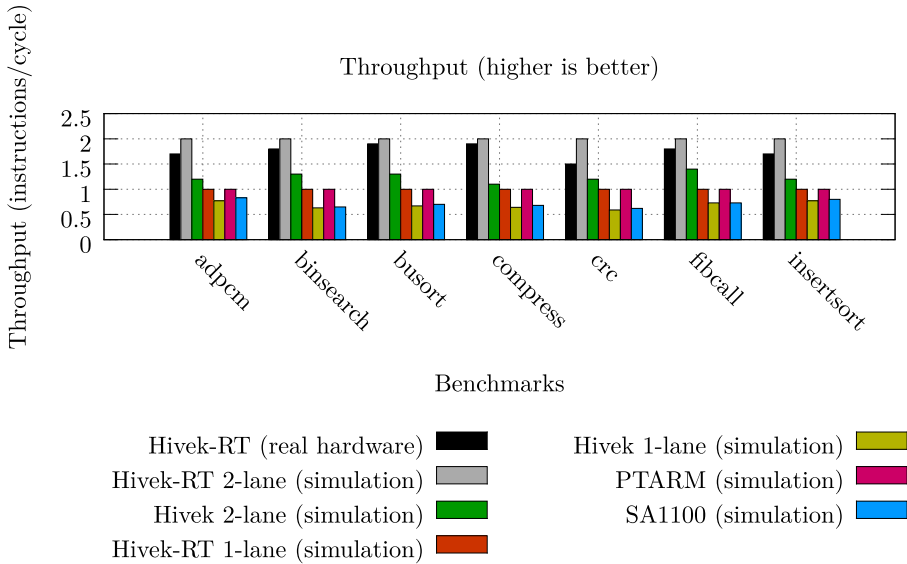 Throughput (higher is better)
Throughput (instructions/cycle)
2.5
2
1.5
1
0.5
0
adpcm
binsearch
busort
compress
crc
fibcall
insertsort
Benchmarks
Hivek-RT (real hardware)
Hivek-RT 2-lane (simulation)
Hivek 2-lane (simulation)
Hivek-RT 1-lane (simulation)
Hivek 1-lane (simulation)
PTARM (simulation)
SA1100 (simulation)